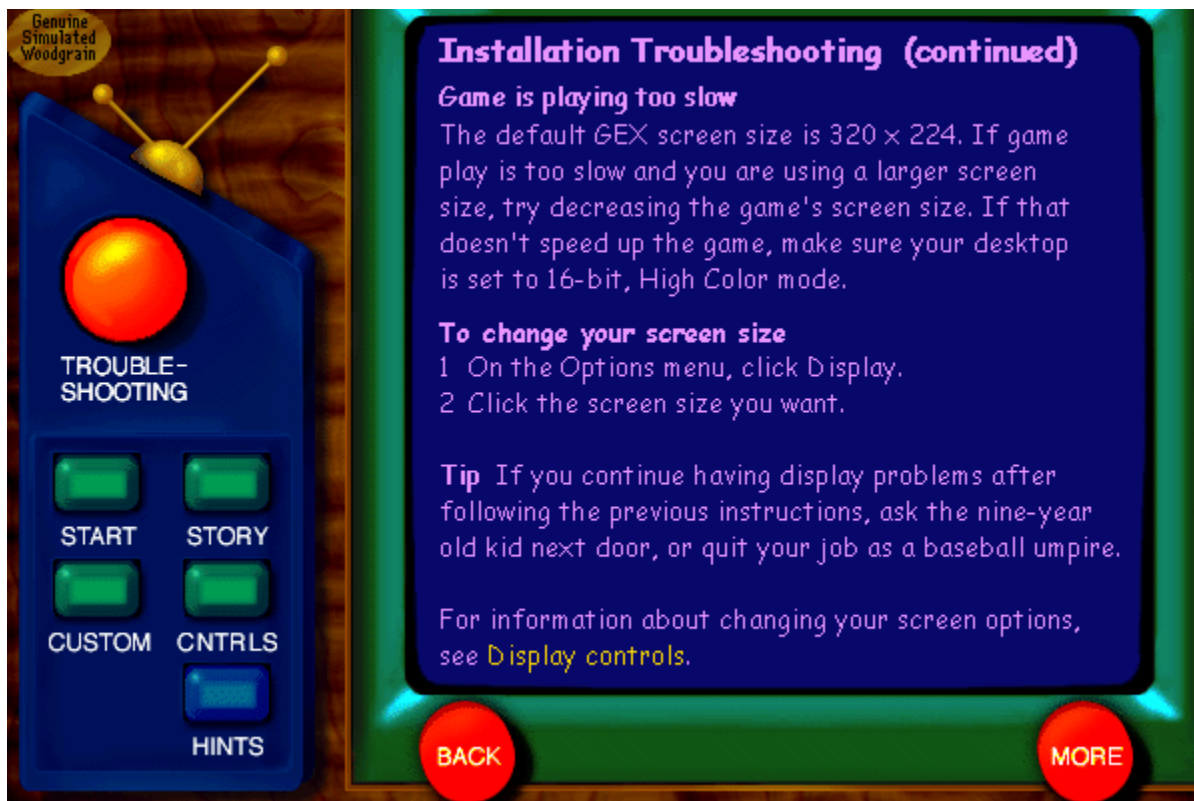 Genuine
Simulated
Woodgrain
TROUBLE-
SHOOTING
START
STORY
CUSTOM
CNTRLS
HINTS
Installation Troubleshooting (continued)
Game is playing too slow
The default GEX screen size is 320 x 224. If game
play is too slow and you are using a larger screen
size, try decreasing the game's screen size. If that
doesn't speed up the game, make sure your desktop
is set to 16-bit, High Color mode.
To change your screen size
1 On the Options menu, click Display.
2 Click the screen size you want.
Tip If you continue having display problems after
following the previous instructions, ask the nine-year
old kid next door, or quit your job as a baseball umpire.
For information about changing your screen options,
see Display controls.
BACK
MORE